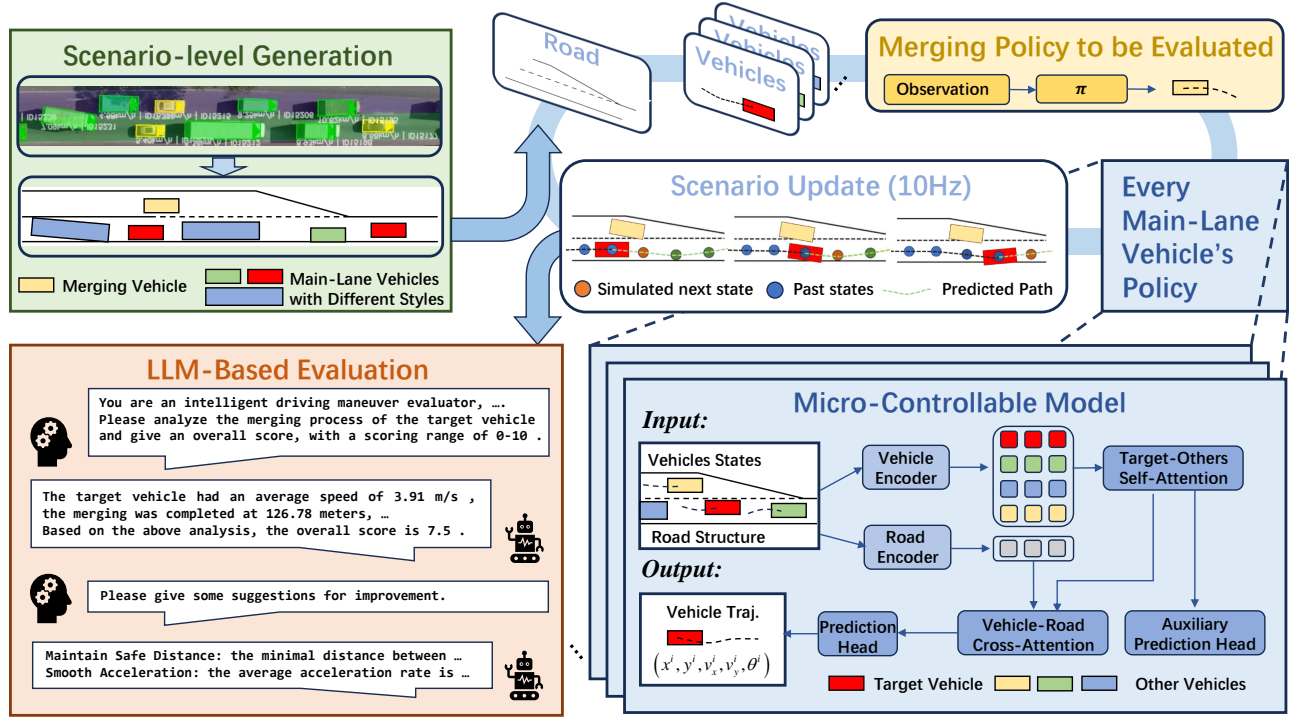 Scenario-level Generation
Merging Vehicle
Main-Lane Vehicles
with Different Styles
Road
Vehicles
Vehicles
Vehicles
Merging Policy to be Evaluated
Observation
π
Scenario Update (10Hz)
Simulated next state
Past states
Predicted Path
Every
Main-Lane
Vehicle's
Policy
LLM-Based Evaluation
You are an intelligent driving maneuver evaluator, ….
Please analyze the merging process of the target vehicle
and give an overall score, with a scoring range of 0-10 .
The target vehicle had an average speed of 3.91 m/s ,
the merging was completed at 126.78 meters, …
Based on the above analysis, the overall score is 7.5 .
Please give some suggestions for improvement.
Maintain Safe Distance: the minimal distance between …
Smooth Acceleration: the average acceleration rate is …
Micro-Controllable Model
Input:
Vehicles States
Road Structure
Vehicle
Encoder
Road
Encoder
Target-Others
Self-Attention
Output:
Vehicle Traj.
(x^i, y^i, v_x^i, v_y^i, θ^i)
Prediction
Head
Vehicle-Road
Cross-Attention
Auxiliary
Prediction Head
Target Vehicle
Other Vehicles